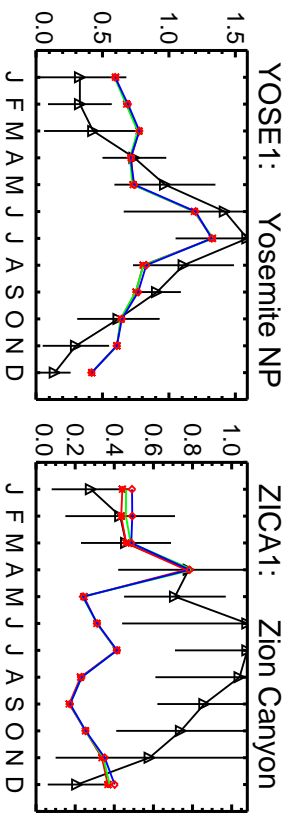 YOSE1: Yosemite NP
0.0 0.5 1.0 1.5
J F M A M J J A S O N D
ZICA1: Zion Canyon
0.0 0.2 0.4 0.6 0.8 1.0
J F M A M J J A S O N D